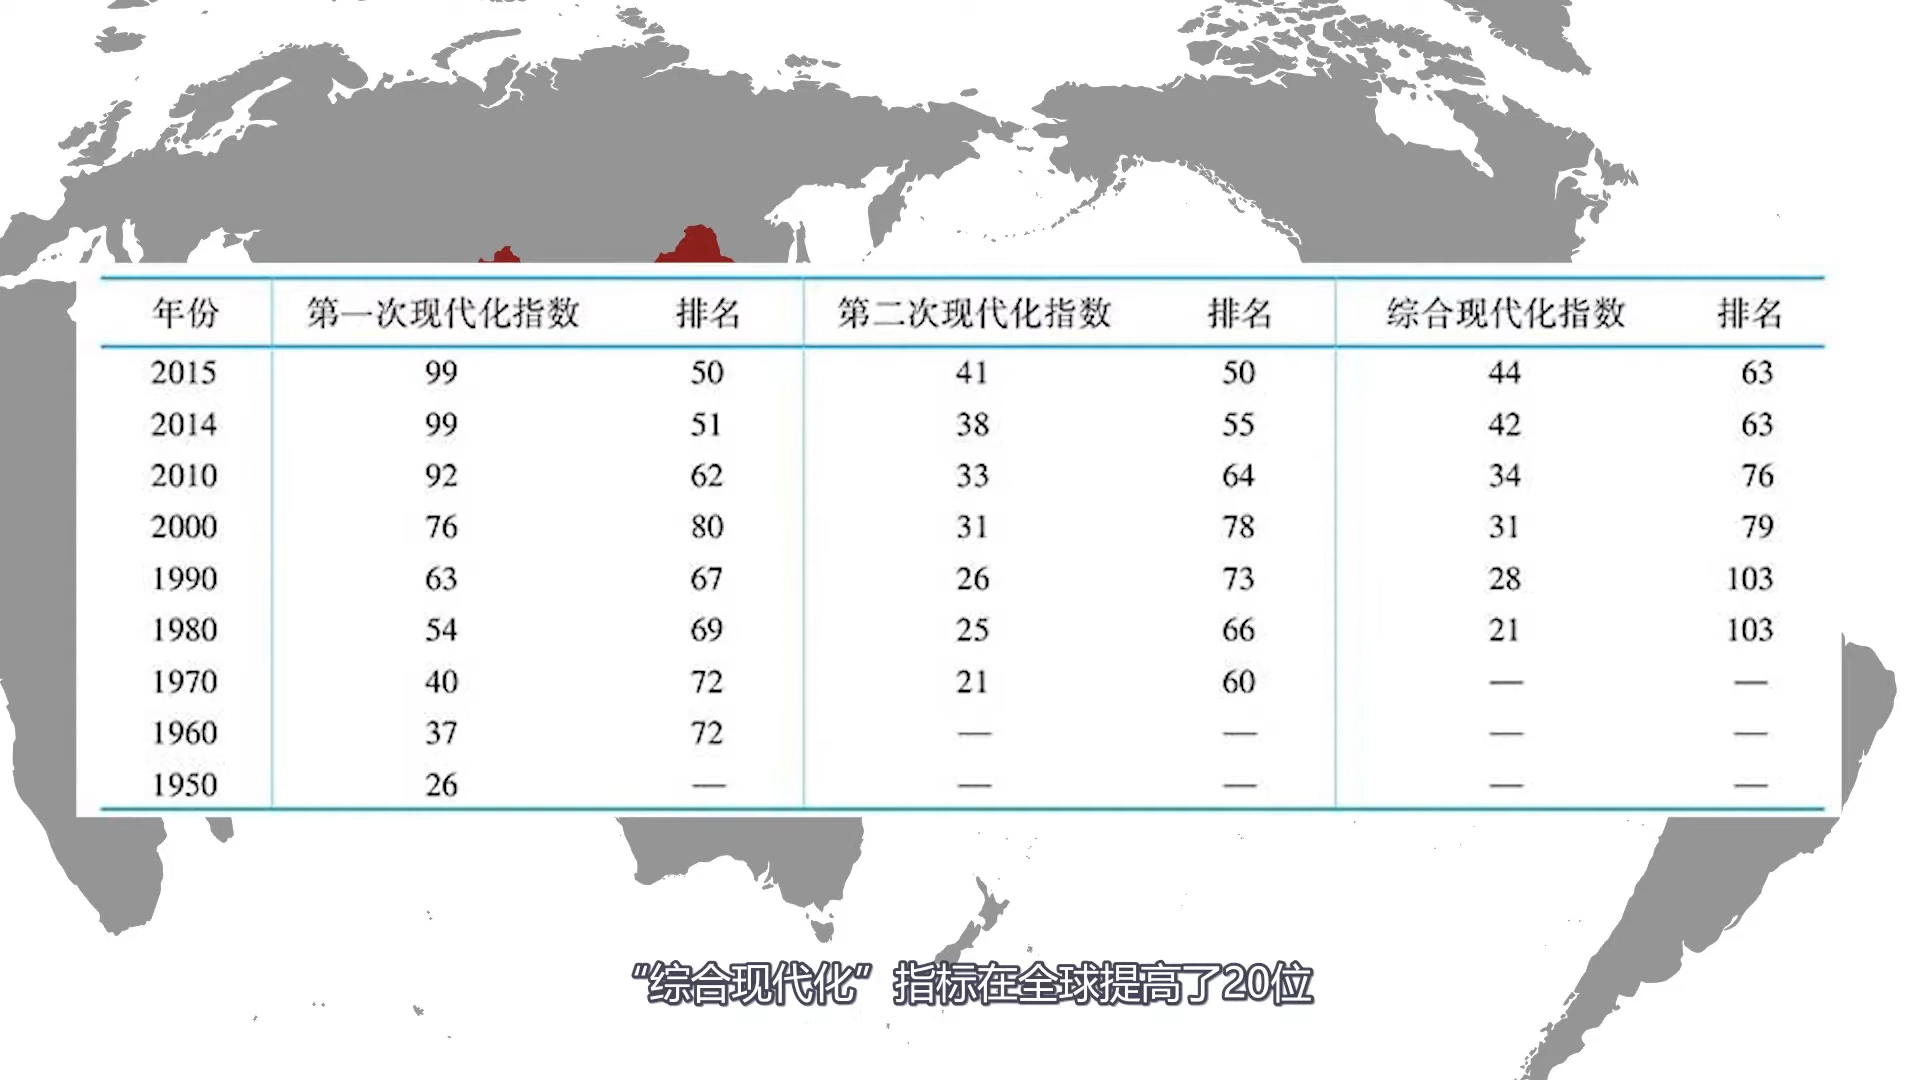 年份 第一次现代化指数 排名 第二次现代化指数 排名 综合现代化指数 排名
2015 99 50 41 50 44 63
2014 99 51 38 55 42 63
2010 92 62 33 64 34 76
2000 76 80 31 78 31 79
1990 63 67 26 73 28 103
1980 54 69 25 66 21 103
1970 40 72 21 60 — —
1960 37 72 — — — —
1950 26 — — — — —
“综合现代化”指标在全球提高了20位